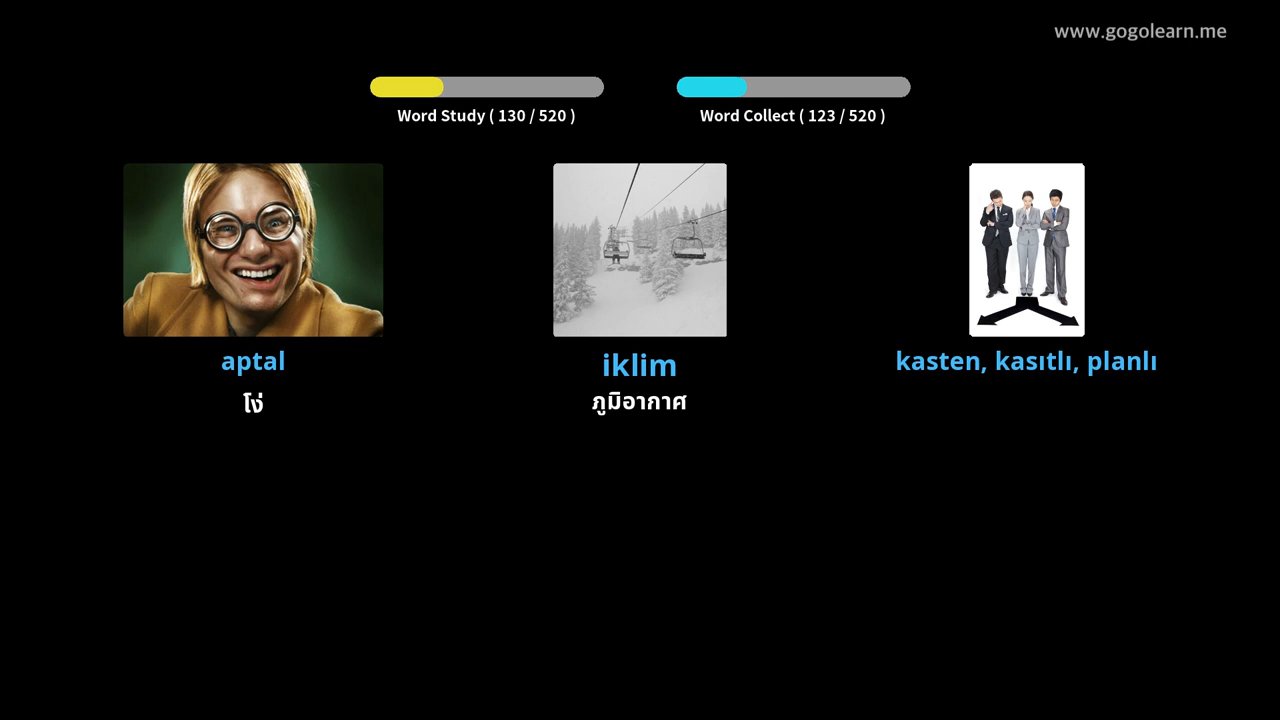 www.gogolearn.me
Word Study ( 130 / 520 )
Word Collect ( 123 / 520 )
aptal
โง่
iklim
ภูมิอากาศ
kasten, kasıtlı, planlı